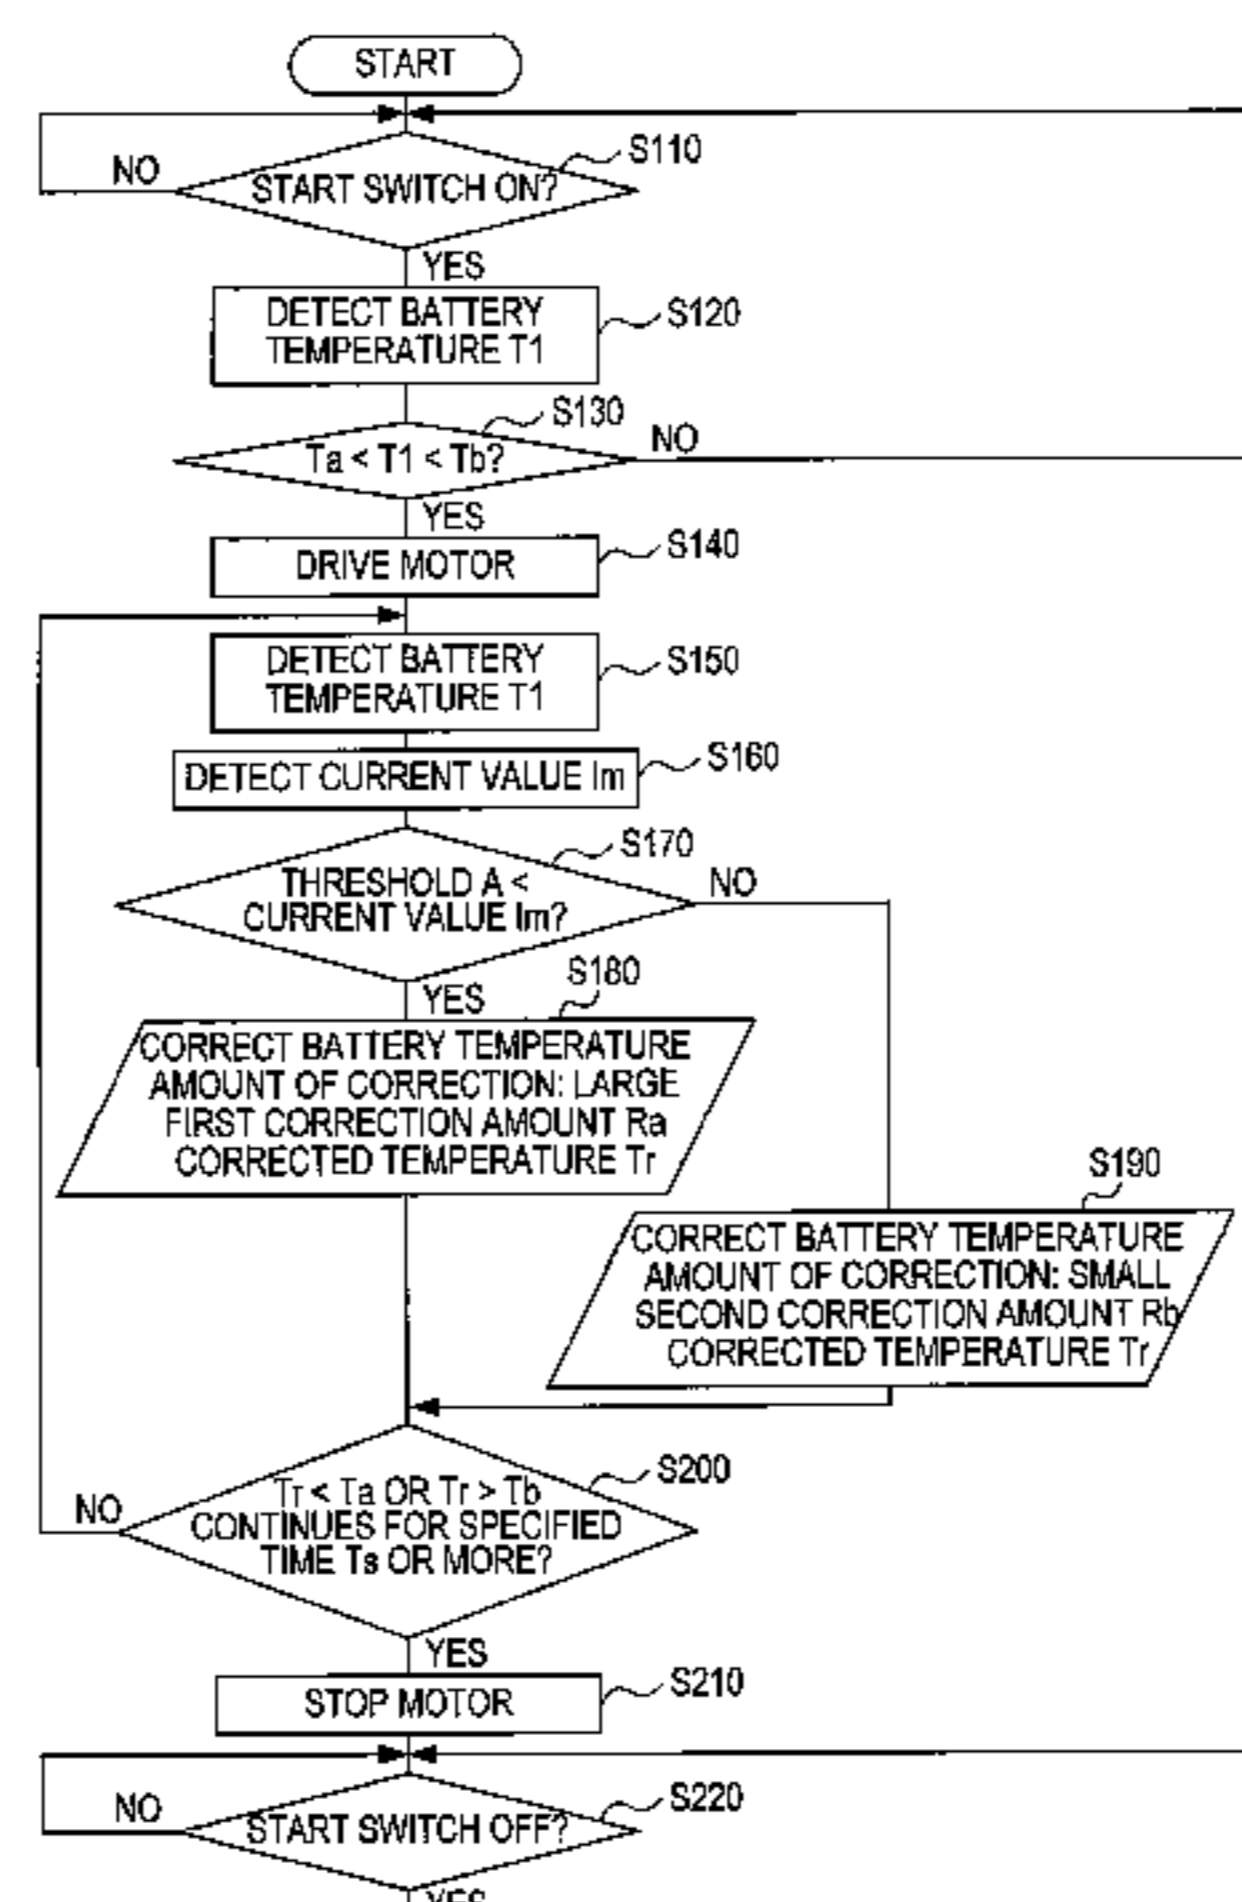 START
S110
NO
START SWITCH ON?
YES
DETECT BATTERY
TEMPERATURE T1
S120
S130
Ta < T1 < Tb?
NO
YES
DRIVE MOTOR
S140
DETECT BATTERY
TEMPERATURE T1
S150
DETECT CURRENT VALUE Im
S160
S170
THRESHOLD A <
CURRENT VALUE Im?
NO
YES
S180
CORRECT BATTERY TEMPERATURE
AMOUNT OF CORRECTION: LARGE
FIRST CORRECTION AMOUNT Ra
CORRECTED TEMPERATURE Tr
S190
CORRECT BATTERY TEMPERATURE
AMOUNT OF CORRECTION: SMALL
SECOND CORRECTION AMOUNT Rb
CORRECTED TEMPERATURE Tr
S200
Tr < Ta OR Tr > Tb
CONTINUES FOR SPECIFIED
TIME Ts OR MORE?
NO
YES
STOP MOTOR
S210
S220
NO
START SWITCH OFF?
YES